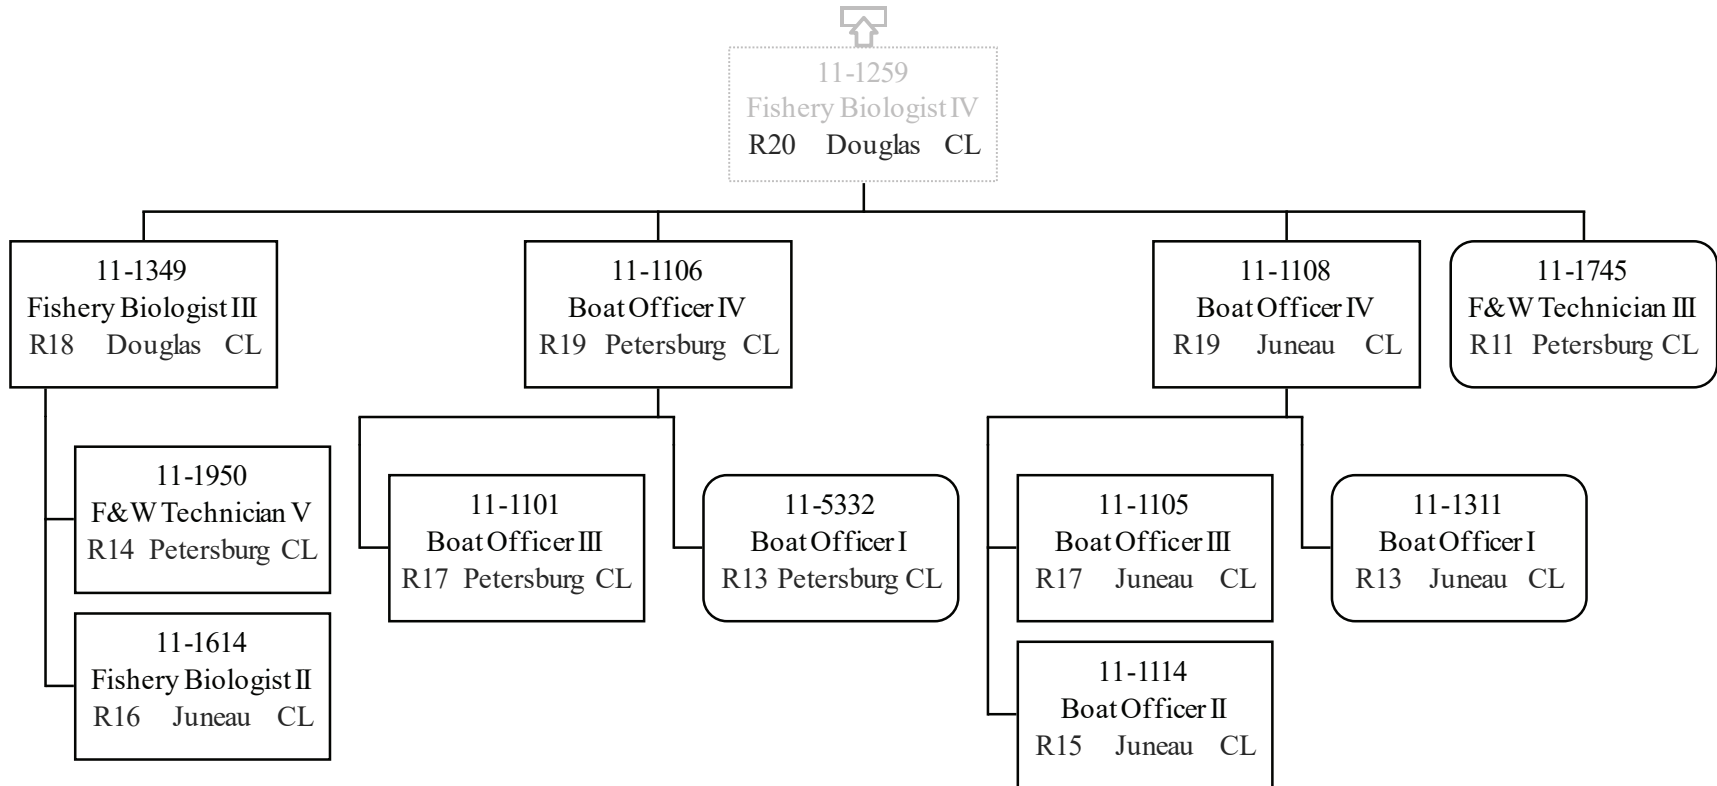 11-1259
Fishery Biologist IV
R20 Douglas CL
11-1349
Fishery Biologist III
R18 Douglas CL
11-1106
Boat Officer IV
R19 Petersburg CL
11-1108
Boat Officer IV
R19 Juneau CL
11-1745
F&W Technician III
R11 Petersburg CL
11-1950
F&W Technician V
R14 Petersburg CL
11-1614
Fishery Biologist II
R16 Juneau CL
11-1101
Boat Officer III
R17 Petersburg CL
11-5332
Boat Officer I
R13 Petersburg CL
11-1105
Boat Officer III
R17 Juneau CL
11-1114
Boat Officer II
R15 Juneau CL
11-1311
Boat Officer I
R13 Juneau CL